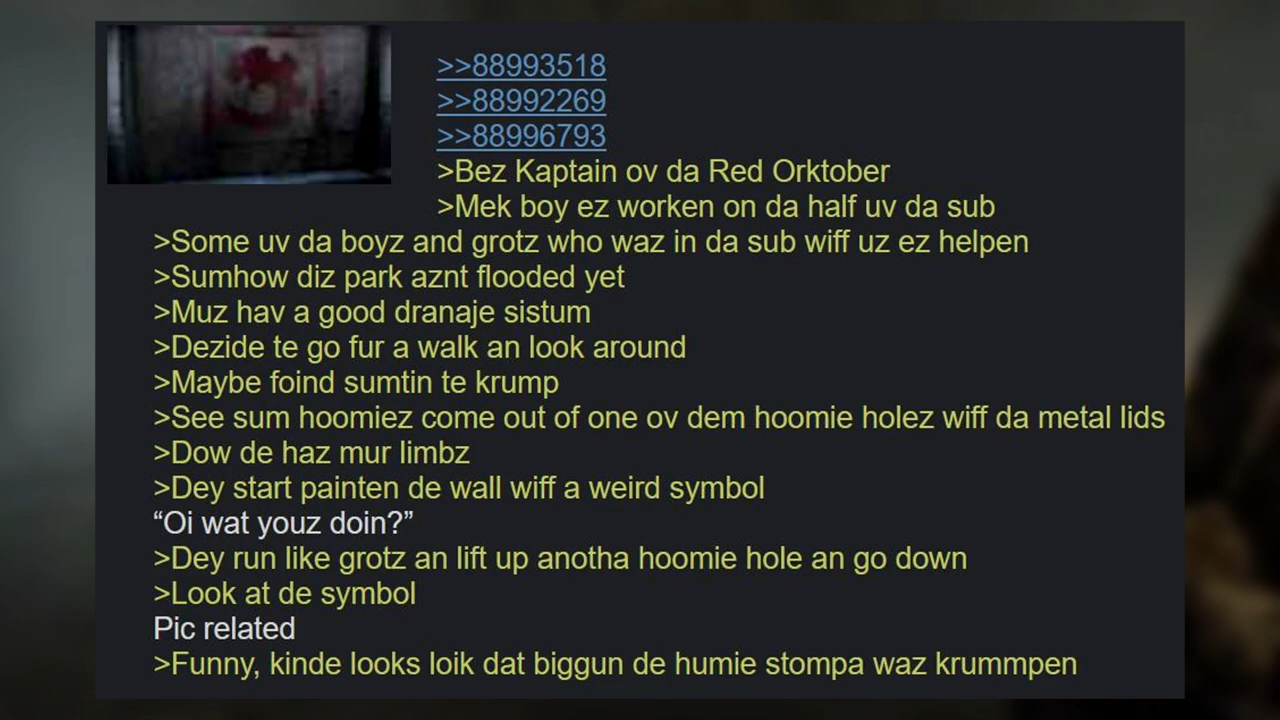 >>88993518
>>88992269
>>88996793
>Bez Kaptain ov da Red Orktober
>Mek boy ez worken on da half uv da sub
>Some uv da boyz and grotz who waz in da sub wiff uz ez helpen
>Sumhow diz park aznt flooded yet
>Muz hav a good dranaje sistum
>Dezide te go fur a walk an look around
>Maybe foind sumtin te krump
>See sum hoomiez come out of one ov dem hoomie holez wiff da metal lids
>Dow de haz mur limbz
>Dey start painten de wall wiff a weird symbol
“Oi wat youz doin?”
>Dey run like grotz an lift up anotha hoomie hole an go down
>Look at de symbol
Pic related
>Funny, kinde looks loik dat biggun de humie stompa waz krummpen